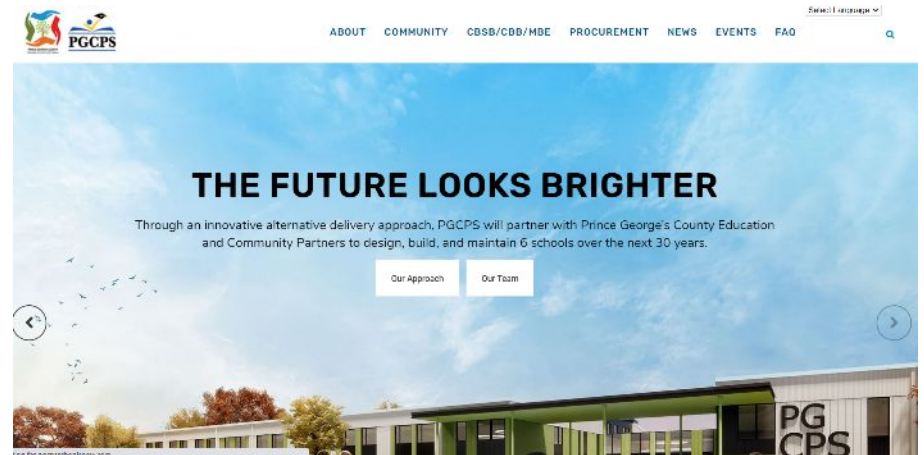 Select Language
PGCPS
ABOUT COMMUNITY CBSB/CBB/MBE PROCUREMENT NEWS EVENTS FAQ
THE FUTURE LOOKS BRIGHTER
Through an innovative alternative delivery approach, PGCPS will partner with Prince George's County Education
and Community Partners to design, build, and maintain 6 schools over the next 30 years.
Our Approach Our Team
PG
CPS